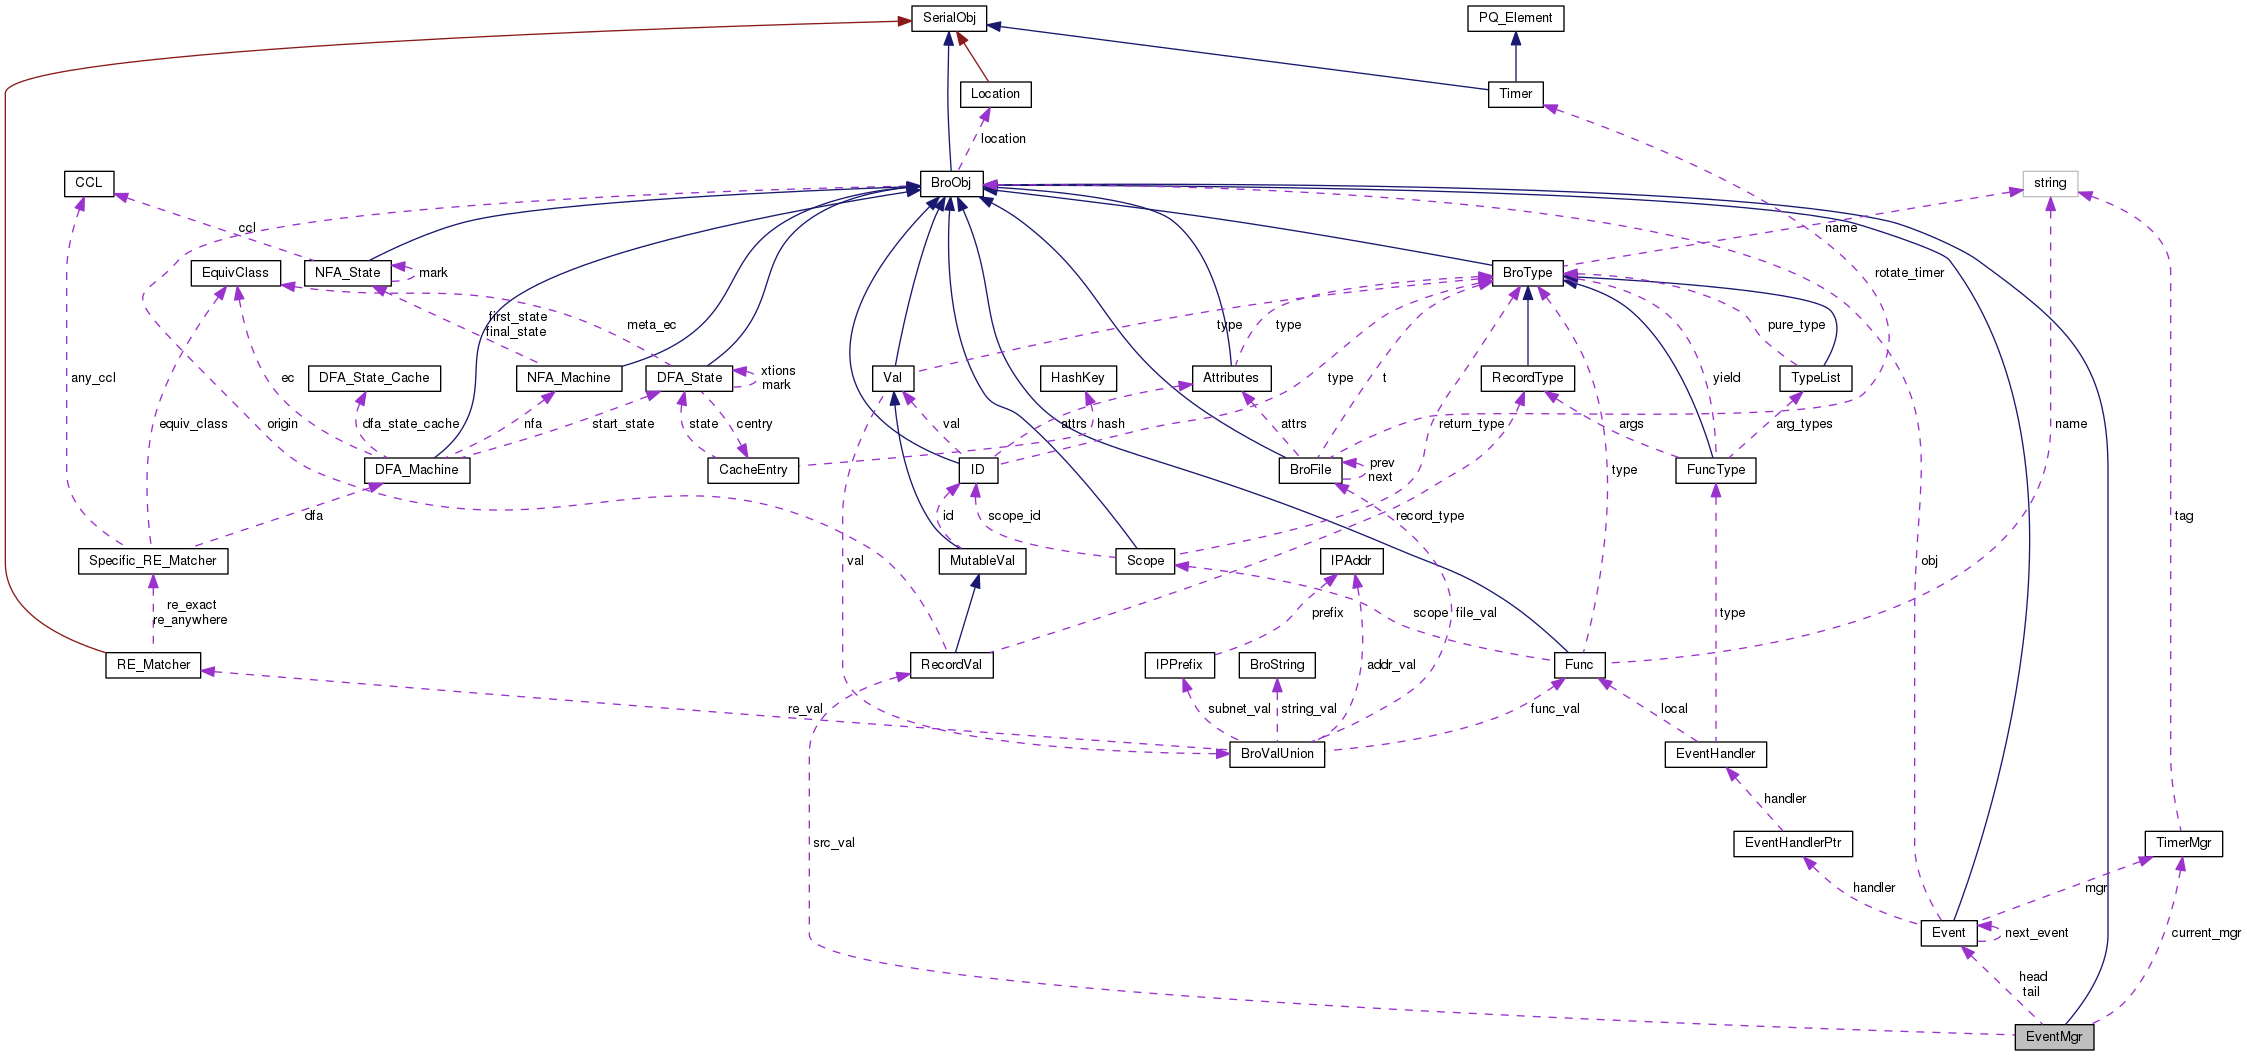 SerialObj
PQ_Element
Location
Timer
location
CCL
BroObj
string
ccl
name
EquivClass
NFA_State
mark
BroType
rotate_timer
first_state
final_state
meta_ec
type
type
pure_type
any_ccl
ec
DFA_State_Cache
NFA_Machine
DFA_State
xtions
mark
Val
HashKey
Attributes
type
t
RecordType
yield
TypeList
equiv_class
origin
dfa_state_cache
nfa
start_state
state
centry
val
attrs
hash
attrs
return_type
args
arg_types
name
DFA_Machine
CacheEntry
ID
BroFile
prev
next
type
FuncType
dfa
id
scope_id
record_type
tag
Specific_RE_Matcher
val
MutableVal
Scope
IPAddr
obj
re_exact
re_anywhere
prefix
scope
file_val
type
RE_Matcher
RecordVal
IPPrefix
BroString
addr_val
Func
re_val
subnet_val
string_val
func_val
local
BroValUnion
EventHandler
handler
src_val
EventHandlerPtr
TimerMgr
handler
mgr
Event
next_event
current_mgr
head
tail
EventMgr